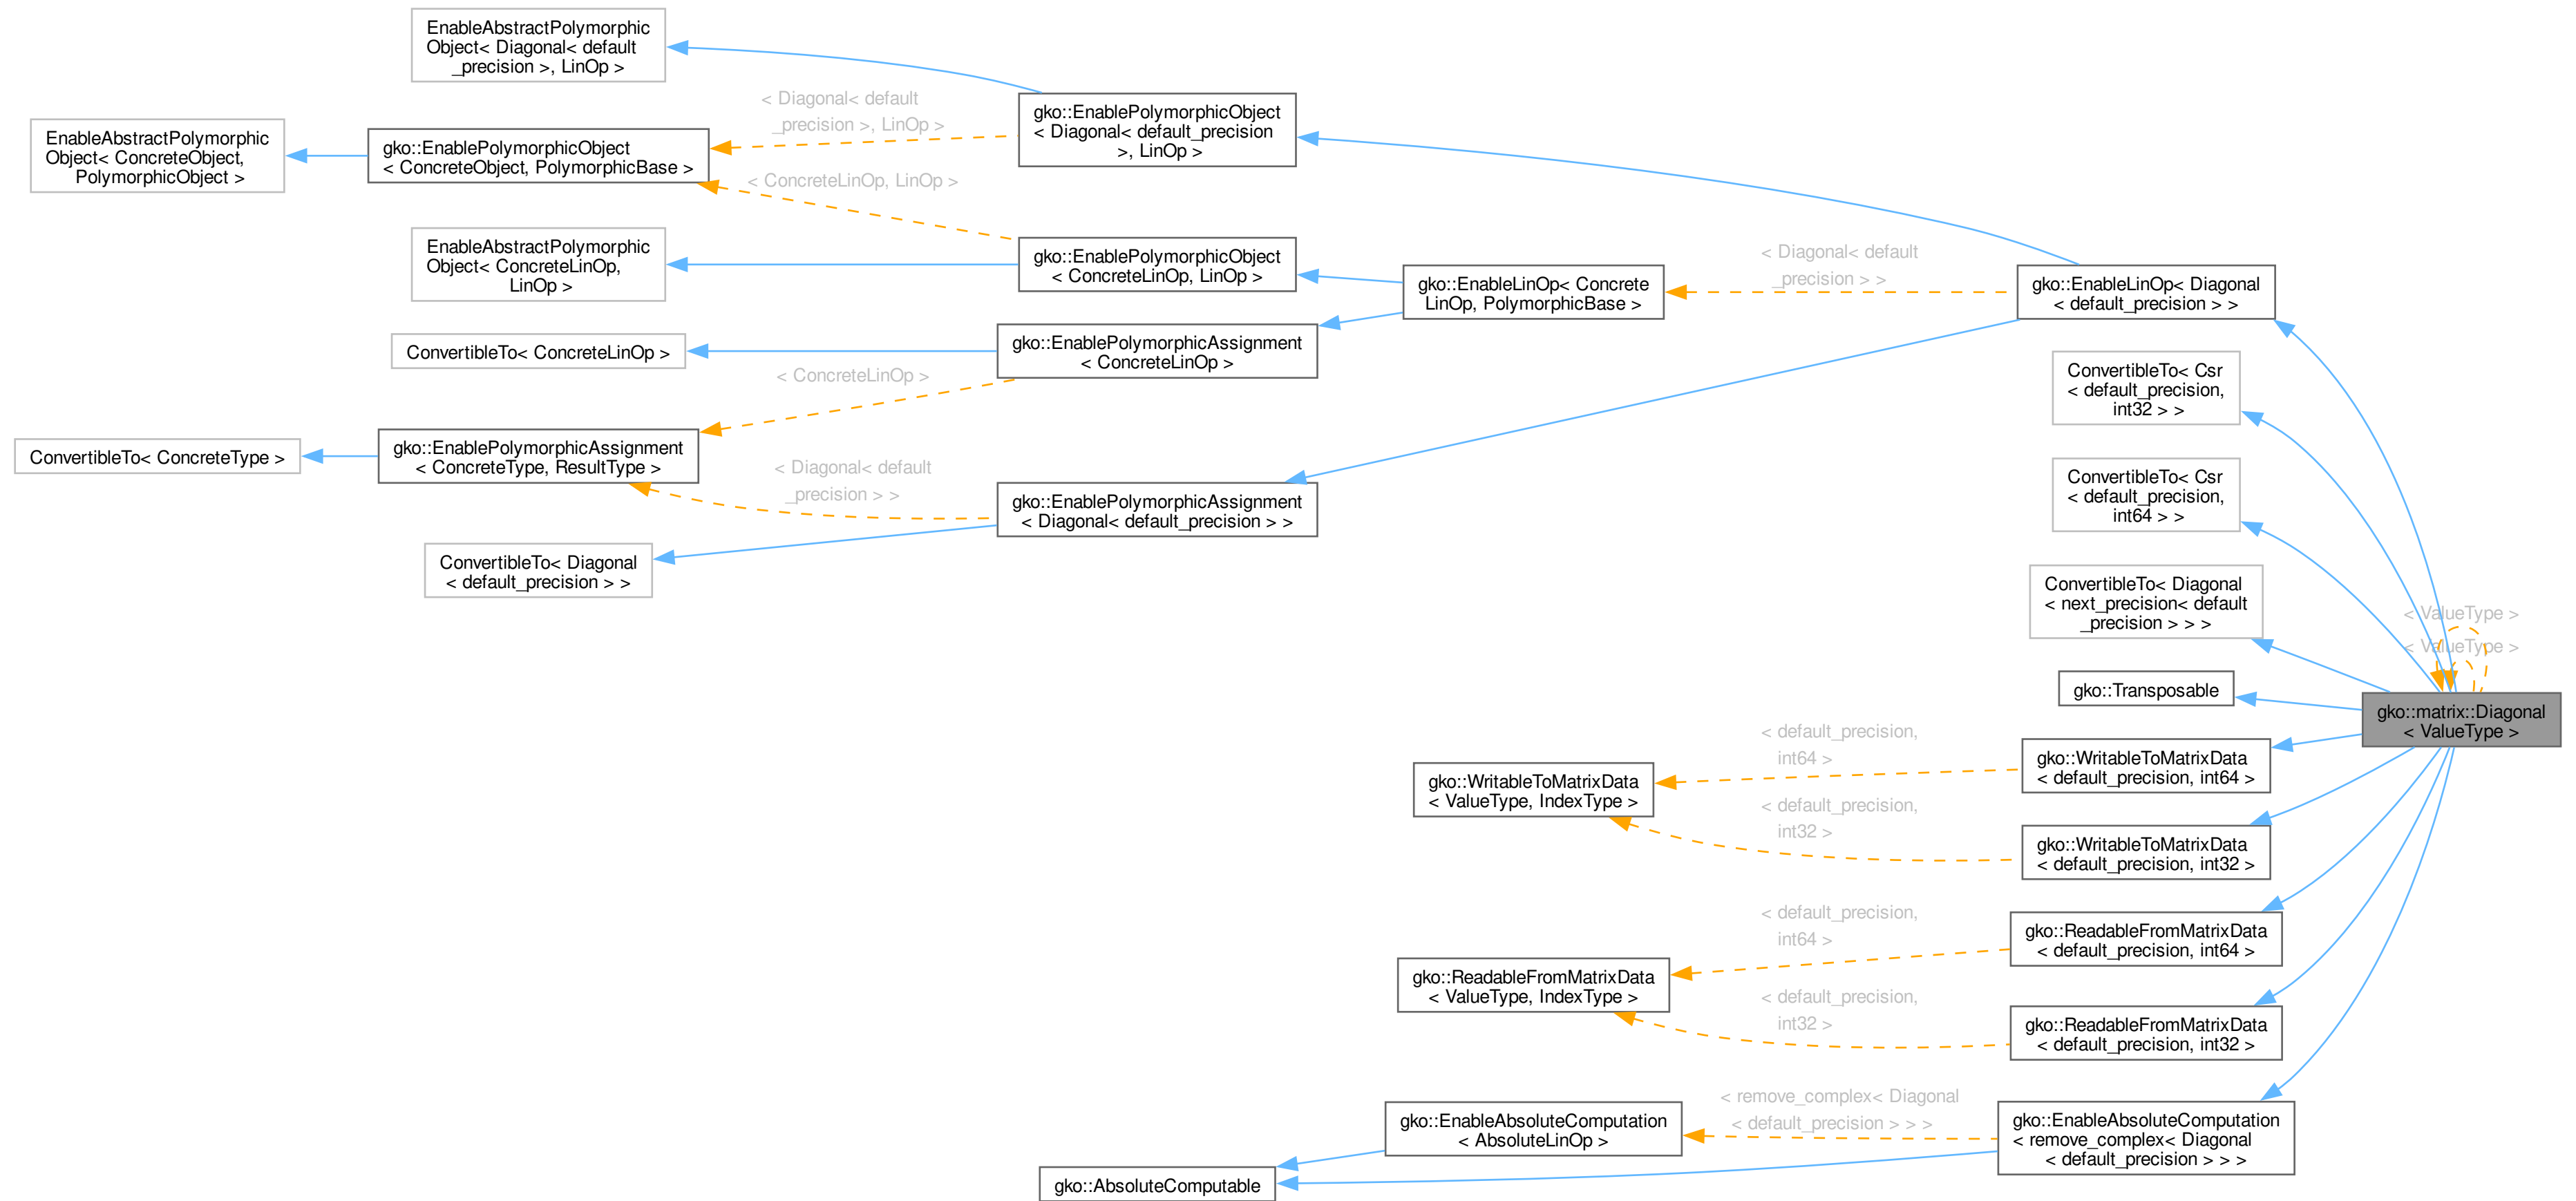 EnableAbstractPolymorphic
Object< Diagonal< default
_precision >, LinOp >
EnableAbstractPolymorphic
Object< ConcreteObject,
PolymorphicObject >
gko::EnablePolymorphicObject
< ConcreteObject, PolymorphicBase >
< Diagonal< default
_precision >, LinOp >
gko::EnablePolymorphicObject
< Diagonal< default_precision
>, LinOp >
< ConcreteLinOp, LinOp >
EnableAbstractPolymorphic
Object< ConcreteLinOp,
LinOp >
gko::EnablePolymorphicObject
< ConcreteLinOp, LinOp >
gko::EnableLinOp< Concrete
LinOp, PolymorphicBase >
< Diagonal< default
_precision > >
gko::EnableLinOp< Diagonal
< default_precision > >
ConvertibleTo< ConcreteLinOp >
gko::EnablePolymorphicAssignment
< ConcreteLinOp >
< ConcreteLinOp >
ConvertibleTo< ConcreteType >
gko::EnablePolymorphicAssignment
< ConcreteType, ResultType >
< Diagonal< default
_precision > >
gko::EnablePolymorphicAssignment
< Diagonal< default_precision > >
ConvertibleTo< Diagonal
< default_precision > >
ConvertibleTo< Csr
< default_precision,
int32 > >
ConvertibleTo< Csr
< default_precision,
int64 > >
ConvertibleTo< Diagonal
< next_precision< default
_precision > > >
< ValueType >
< ValueType >
gko::Transposable
gko::matrix::Diagonal
< ValueType >
gko::WritableToMatrixData
< ValueType, IndexType >
< default_precision,
int64 >
gko::WritableToMatrixData
< default_precision, int64 >
< default_precision,
int32 >
gko::WritableToMatrixData
< default_precision, int32 >
gko::ReadableFromMatrixData
< ValueType, IndexType >
< default_precision,
int64 >
gko::ReadableFromMatrixData
< default_precision, int64 >
< default_precision,
int32 >
gko::ReadableFromMatrixData
< default_precision, int32 >
gko::EnableAbsoluteComputation
< AbsoluteLinOp >
< remove_complex< Diagonal
< default_precision > > >
gko::EnableAbsoluteComputation
< remove_complex< Diagonal
< default_precision > > >
gko::AbsoluteComputable